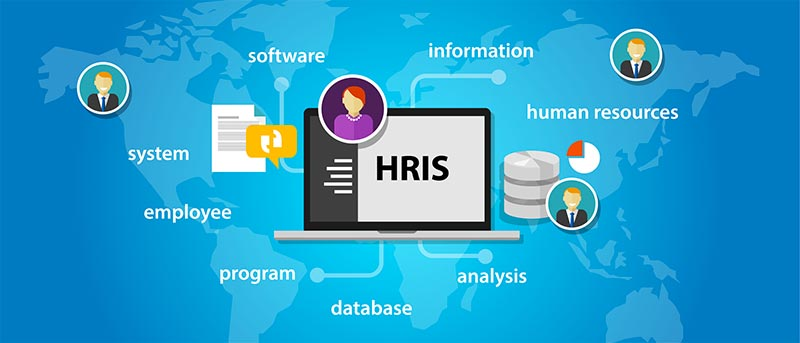 software
information
human resources
system
HRIS
employee
program
analysis
database